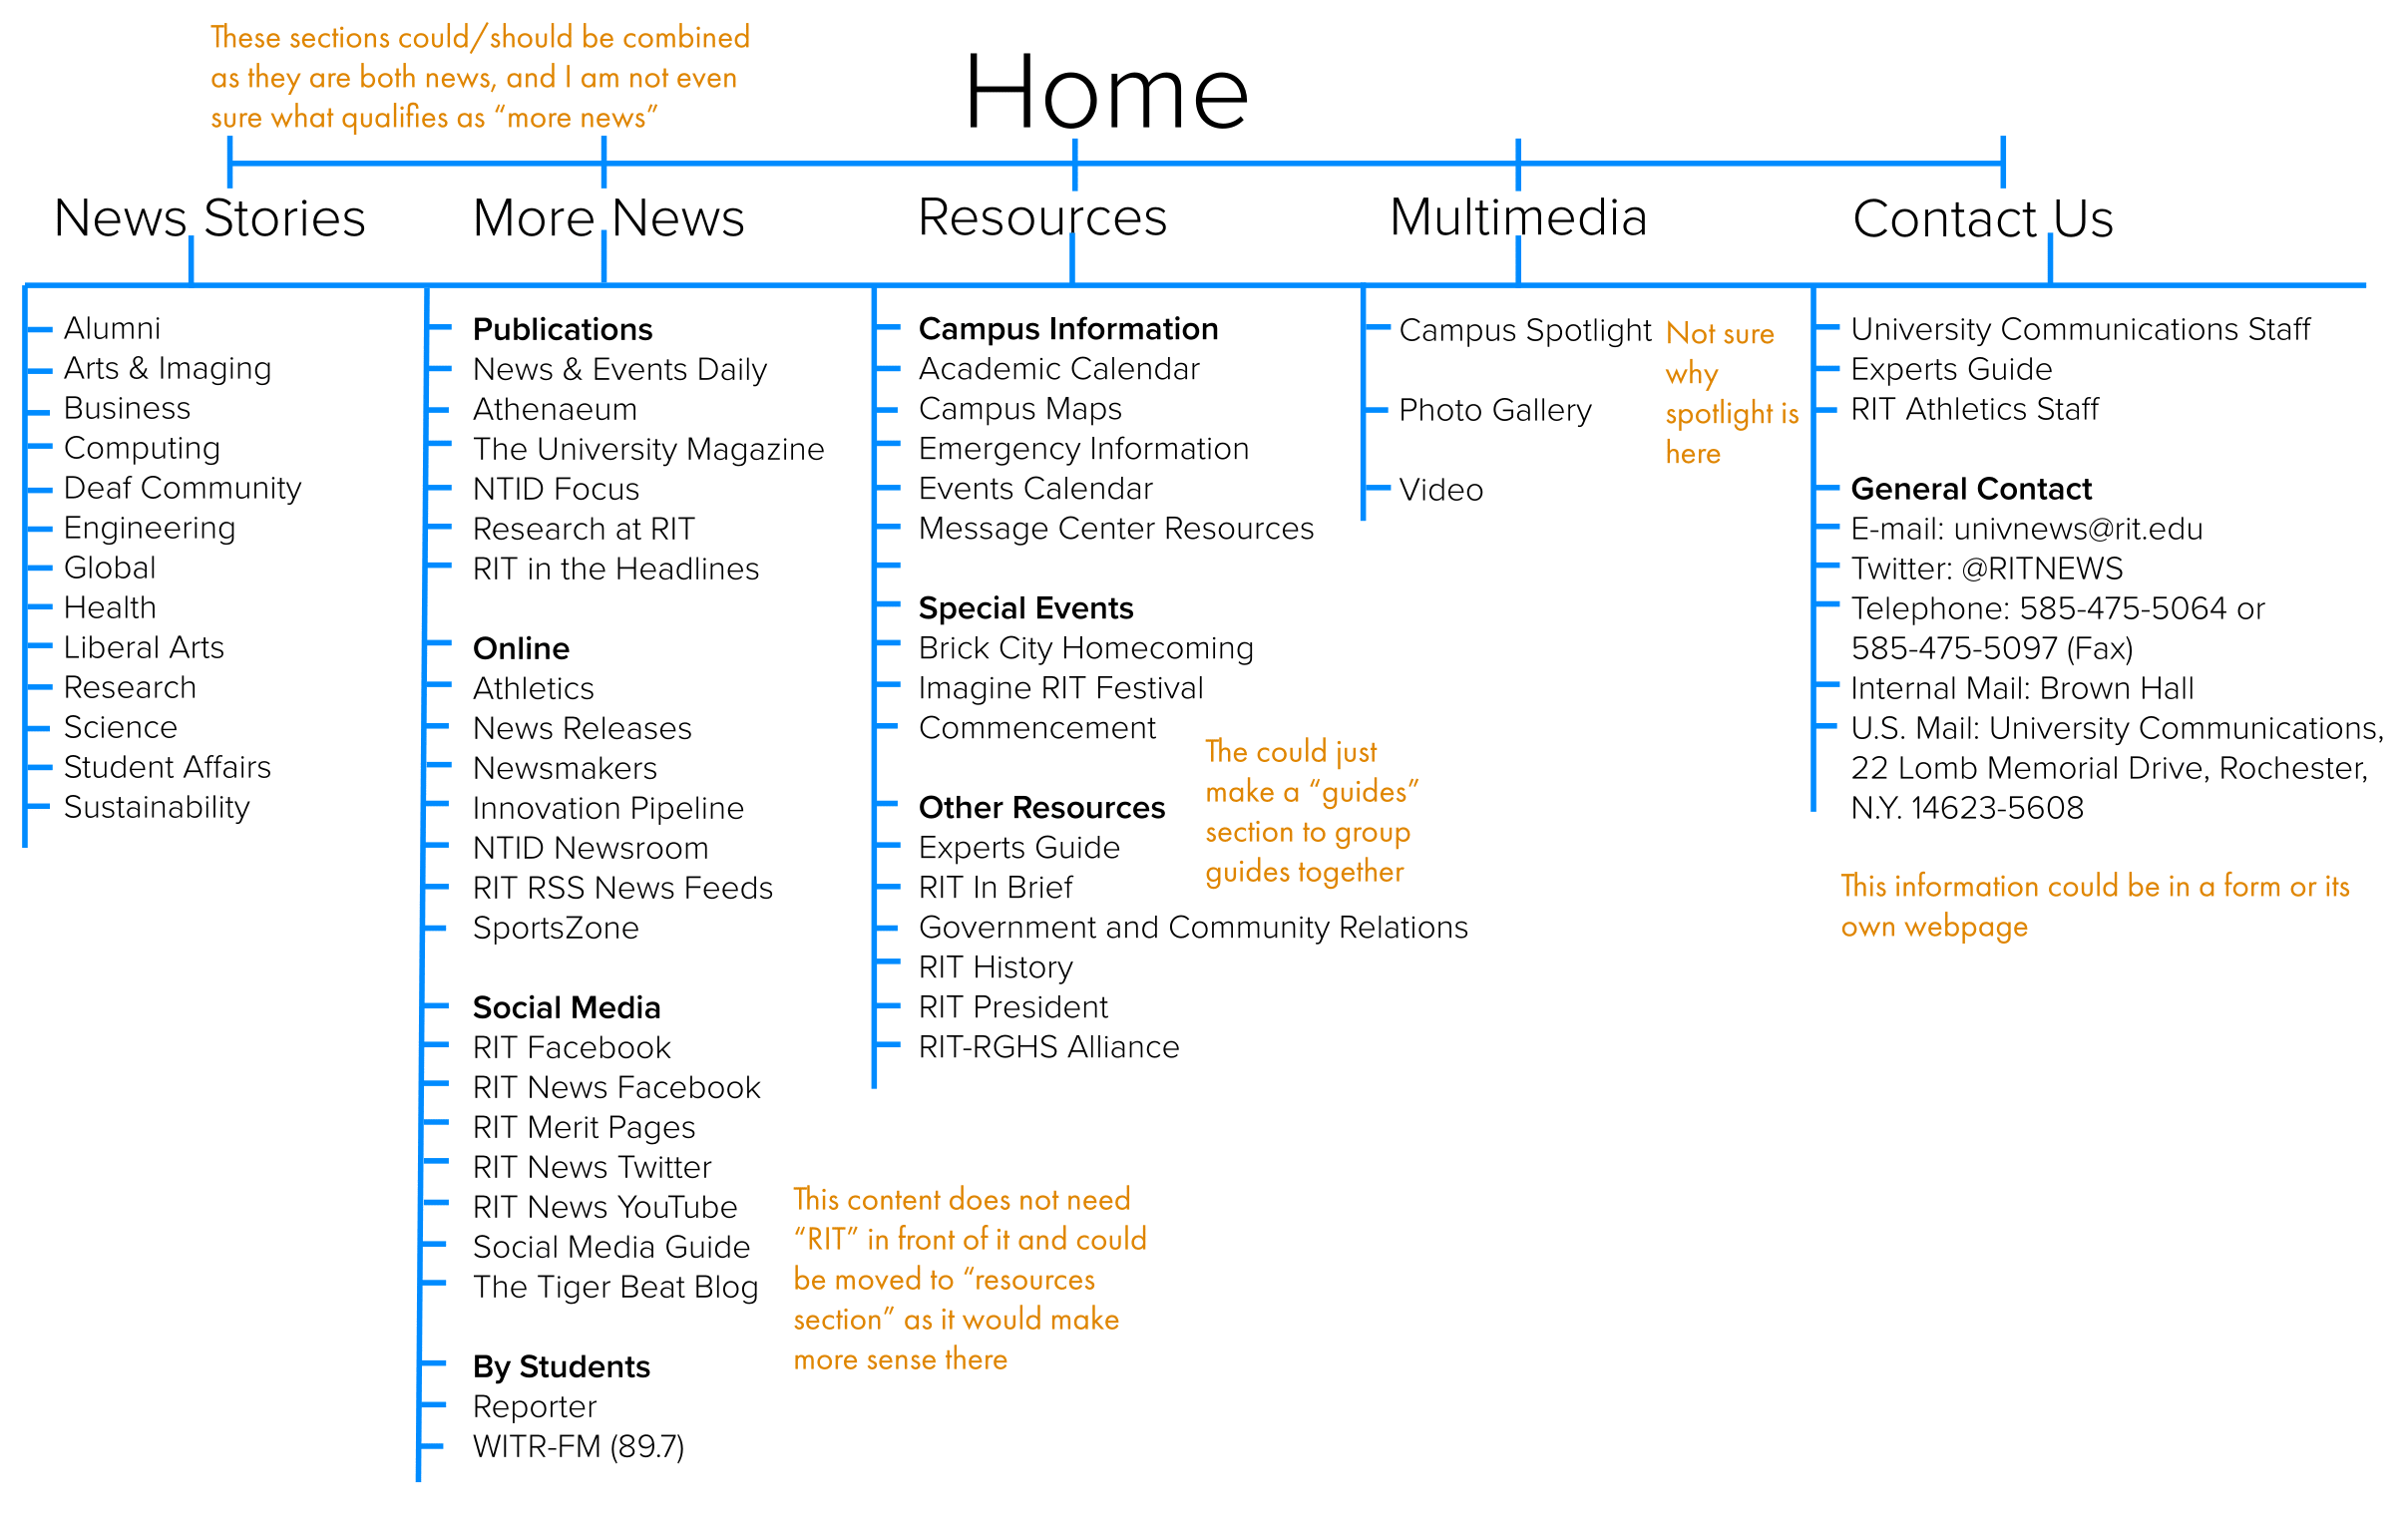 These sections could/should be combined
as they are both news, and I am not even
sure what qualifies as “more news”
Home
News Stories
Alumni
Arts & Imaging
Business
Computing
Deaf Community
Engineering
Global
Health
Liberal Arts
Research
Science
Student Affairs
Sustainability
More News
Publications
News & Events Daily
Athenaeum
The University Magazine
NTID Focus
Research at RIT
RIT in the Headlines
Online
Athletics
News Releases
Newsmakers
Innovation Pipeline
NTID Newsroom
RIT RSS News Feeds
SportsZone
Social Media
RIT Facebook
RIT News Facebook
RIT Merit Pages
RIT News Twitter
RIT News YouTube
Social Media Guide
The Tiger Beat Blog
This content does not need
“RIT” in front of it and could
be moved to “resources
section” as it would make
more sense there
By Students
Reporter
WITR-FM (89.7)
Resources
Campus Information
Academic Calendar
Campus Maps
Emergency Information
Events Calendar
Message Center Resources
Special Events
Brick City Homecoming
Imagine RIT Festival
Commencement
The could just
make a “guides”
section to group
guides together
Other Resources
Experts Guide
RIT In Brief
Government and Community Relations
RIT History
RIT President
RIT-RGHS Alliance
Multimedia
Campus Spotlight
Photo Gallery
Video
Not sure
why
spotlight is
here
Contact Us
University Communications Staff
Experts Guide
RIT Athletics Staff
General Contact
E-mail: univnews@rit.edu
Twitter: @RITNEWS
Telephone: 585-475-5064 or
585-475-5097 (Fax)
Internal Mail: Brown Hall
U.S. Mail: University Communications,
22 Lomb Memorial Drive, Rochester,
N.Y. 14623-5608
This information could be in a form or its
own webpage